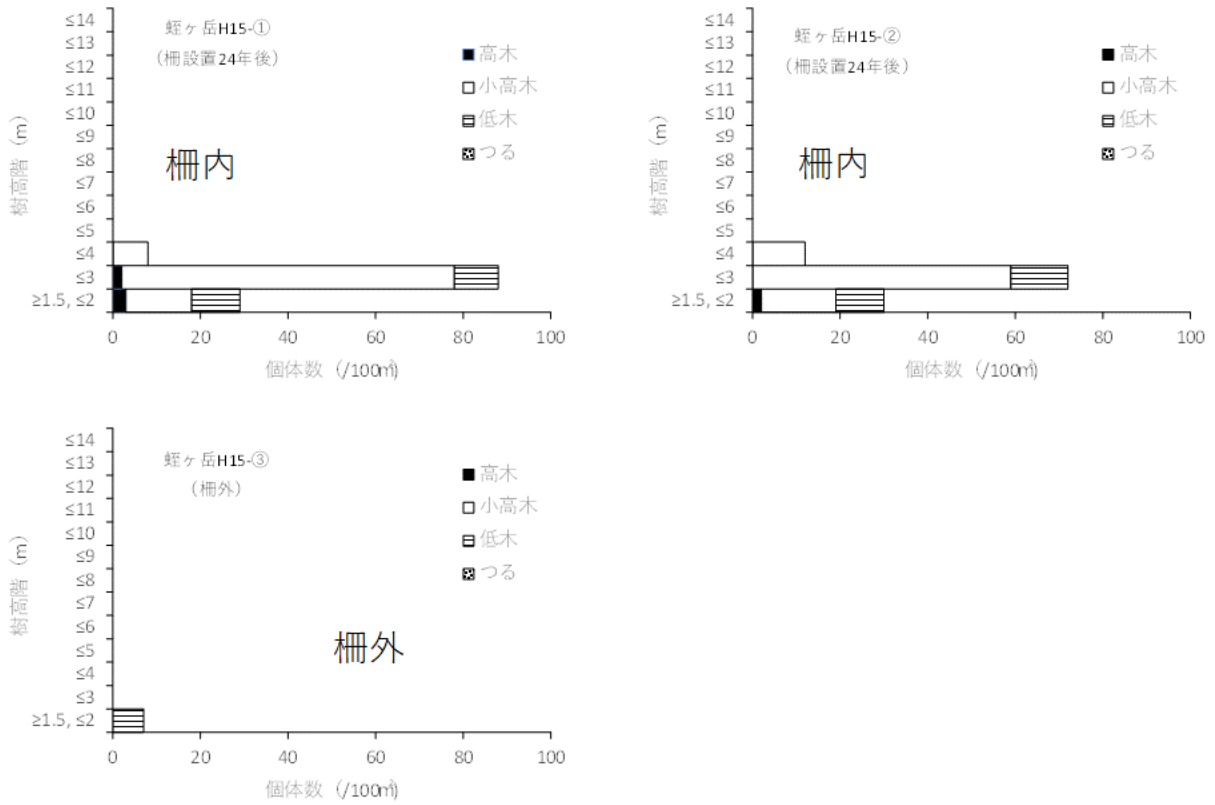 蛭ヶ岳H15-①
(柵設置24年後)
高木
小高木
低木
つる
柵内
樹高階 (m)
≤14
≤13
≤12
≤11
≤10
≤9
≤8
≤7
≤6
≤5
≤4
≤3
≥1.5, ≤2
0 20 40 60 80 100
個体数 (/100㎡)
蛭ヶ岳H15-②
(柵設置24年後)
高木
小高木
低木
つる
柵内
樹高階 (m)
≤14
≤13
≤12
≤11
≤10
≤9
≤8
≤7
≤6
≤5
≤4
≤3
≥1.5, ≤2
0 20 40 60 80 100
個体数 (/100㎡)
蛭ヶ岳H15-③
(柵外)
高木
小高木
低木
つる
柵外
樹高階 (m)
≤14
≤13
≤12
≤11
≤10
≤9
≤8
≤7
≤6
≤5
≤4
≤3
≥1.5, ≤2
0 20 40 60 80 100
個体数 (/100㎡)